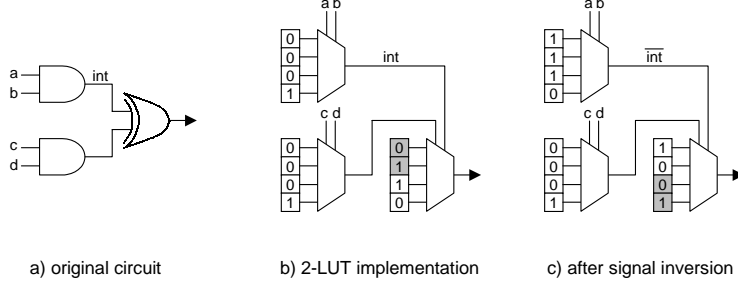 a
b
int
c
d
a) original circuit
a b
0
0
0
1
int
c d
0
0
0
1
0
1
1
0
b) 2-LUT implementation
a b
1
1
1
0
int
c d
0
0
0
1
1
0
0
1
c) after signal inversion